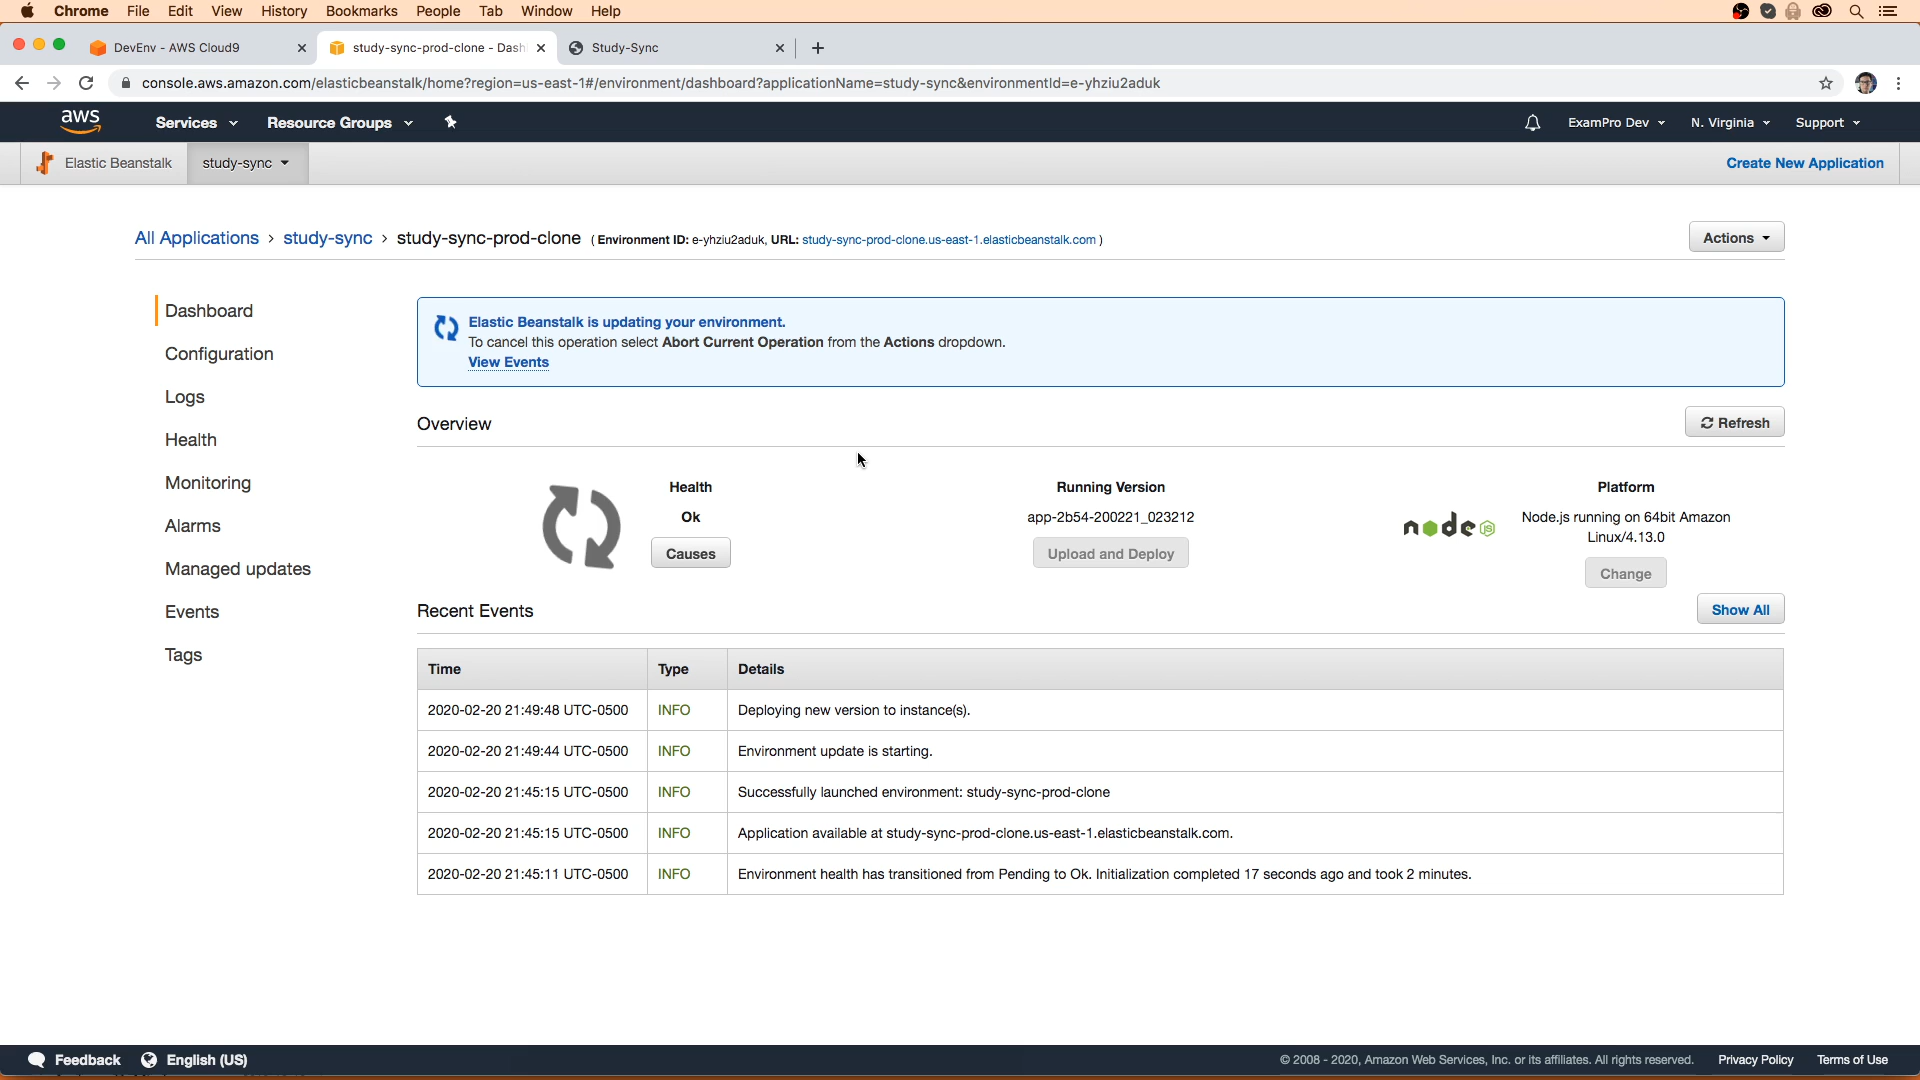 Chrome File Edit View History Bookmarks People Tab Window Help
DevEnv - AWS Cloud9
study-sync-prod-clone - Dash
Study-Sync
console.aws.amazon.com/elasticbeanstalk/home?region=us-east-1#/environment/dashboard?applicationName=study-sync&environmentId=e-yhziu2aduk
aws Services Resource Groups ExamPro Dev N. Virginia Support
Elastic Beanstalk study-sync Create New Application
All Applications > study-sync > study-sync-prod-clone ( Environment ID: e-yhziu2aduk, URL: study-sync-prod-clone.us-east-1.elasticbeanstalk.com )
Actions
Dashboard
Configuration
Logs
Health
Monitoring
Alarms
Managed updates
Events
Tags
Elastic Beanstalk is updating your environment.
To cancel this operation select Abort Current Operation from the Actions dropdown.
View Events
Overview
Refresh
Health
Ok
Causes
Running Version
app-2b54-200221_023212
Upload and Deploy
node JS
Platform
Node.js running on 64bit Amazon
Linux/4.13.0
Change
Recent Events
Show All
Time Type Details
2020-02-20 21:49:48 UTC-0500 INFO Deploying new version to instance(s).
2020-02-20 21:49:44 UTC-0500 INFO Environment update is starting.
2020-02-20 21:45:15 UTC-0500 INFO Successfully launched environment: study-sync-prod-clone
2020-02-20 21:45:15 UTC-0500 INFO Application available at study-sync-prod-clone.us-east-1.elasticbeanstalk.com.
2020-02-20 21:45:11 UTC-0500 INFO Environment health has transitioned from Pending to Ok. Initialization completed 17 seconds ago and took 2 minutes.
Feedback English (US) © 2008 - 2020, Amazon Web Services, Inc. or its affiliates. All rights reserved. Privacy Policy Terms of Use